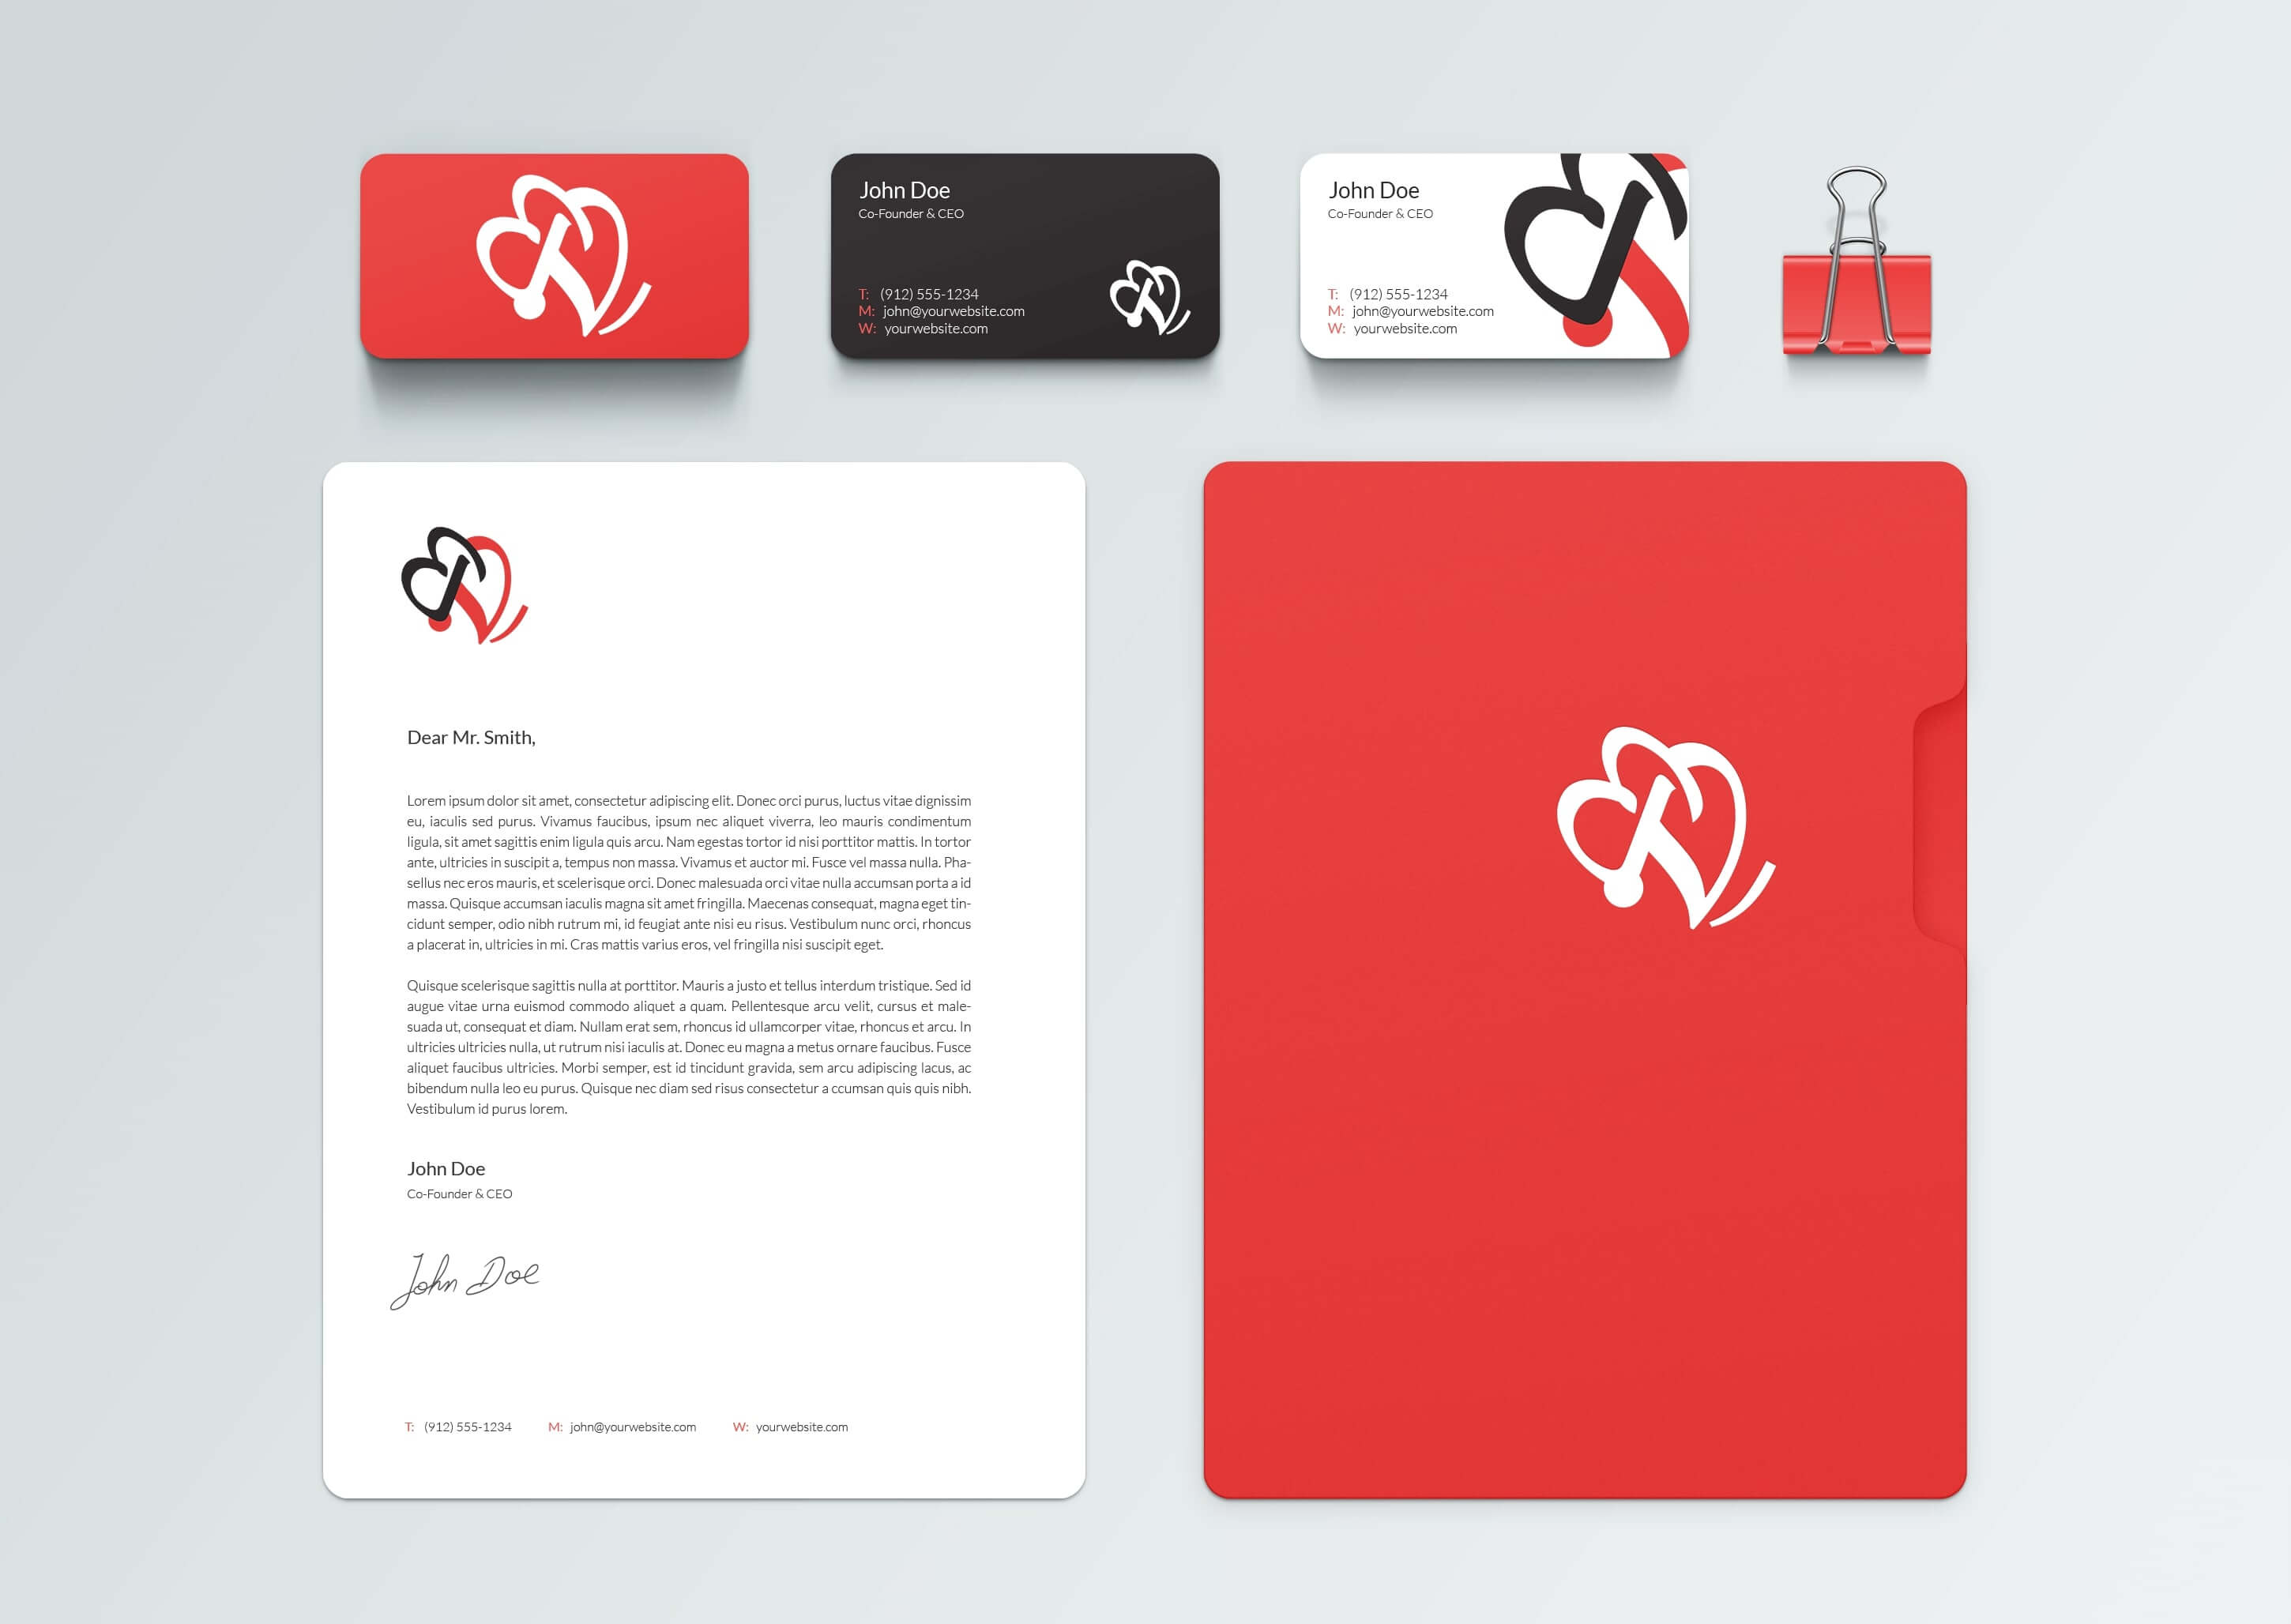 John Doe
Co-Founder & CEO
T: (912) 555-1234
M: john@yourwebsite.com
W: yourwebsite.com
John Doe
Co-Founder & CEO
T: (912) 555-1234
M: john@yourwebsite.com
W: yourwebsite.com
Dear Mr. Smith,
Lorem ipsum dolor sit amet, consectetur adipiscing elit. Donec orci purus, luctus vitae dignissim
eu, iaculis sed purus. Vivamus faucibus, ipsum nec aliquet viverra, leo mauris condimentum
ligula, sit amet sagittis enim ligula quis arcu. Nam egestas tortor id nisi porttitor mattis. In tortor
ante, ultricies in suscipit a, tempus non massa. Vivamus et auctor mi. Fusce vel massa nulla. Pha-
sellus nec eros mauris, et scelerisque orci. Donec malesuada orci vitae nulla accumsan porta a id
massa. Quisque accumsan iaculis magna sit amet fringilla. Maecenas consequat, magna eget tin-
cidunt semper, odio nibh rutrum mi, id feugiat ante nisi eu risus. Vestibulum nunc orci, rhoncus
a placerat in, ultricies in mi. Cras mattis varius eros, vel fringilla nisi suscipit eget.
Quisque scelerisque sagittis nulla at porttitor. Mauris a justo et tellus interdum tristique. Sed id
augue vitae urna euismod commodo aliquet a quam. Pellentesque arcu velit, cursus et male-
suada ut, consequat et diam. Nullam erat sem, rhoncus id ullamcorper vitae, rhoncus et arcu. In
ultricies ultricies nulla, ut rutrum nisi iaculis at. Donec eu magna a metus ornare faucibus. Fusce
aliquet faucibus ultricies. Morbi semper, est id tincidunt gravida, sem arcu adipiscing lacus, ac
bibendum nulla leo eu purus. Quisque nec diam sed risus consectetur a ccumsan quis quis nibh.
Vestibulum id purus lorem.
John Doe
Co-Founder & CEO
John Doe
T: (912) 555-1234 M: john@yourwebsite.com W: yourwebsite.com